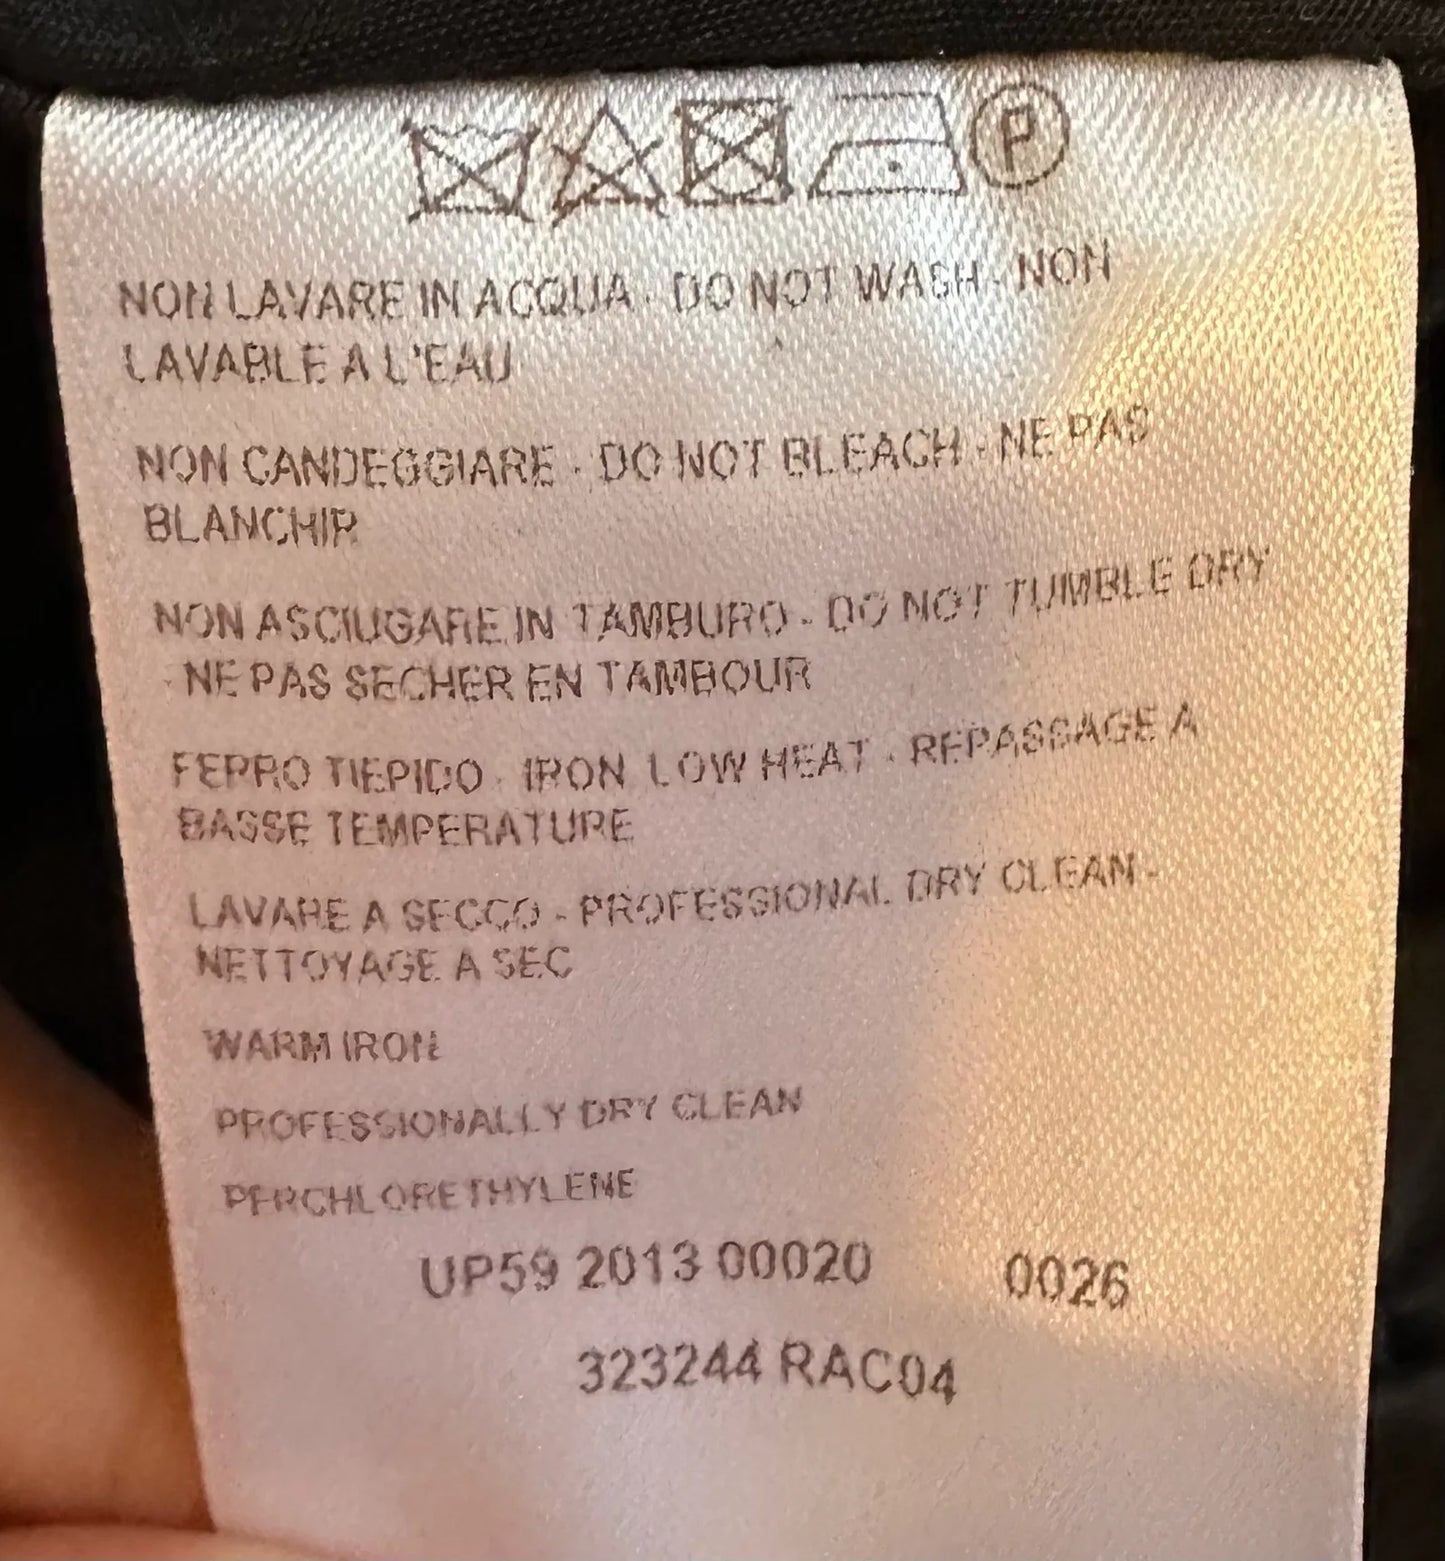 P
NON LAVARE IN ACQUA - DO NOT WASH - NON
LAVABLE A L'EAU
NON CANDEGGIARE - DO NOT BLEACH - NE PAS
BLANCHIR
NON ASCIUGARE IN TAMBURO - DO NOT TUMBLE DRY
- NE PAS SECHER EN TAMBOUR
FERRO TIEPIDO - IRON LOW HEAT - REPASSAGE A
BASSE TEMPERATURE
LAVARE A SECCO - PROFESSIONAL DRY CLEAN -
NETTOYAGE A SEC
WARM IRON
PROFESSIONALLY DRY CLEAN
PERCHLORETHYLENE
UP59 2013 00020 0026
323244 RAC04